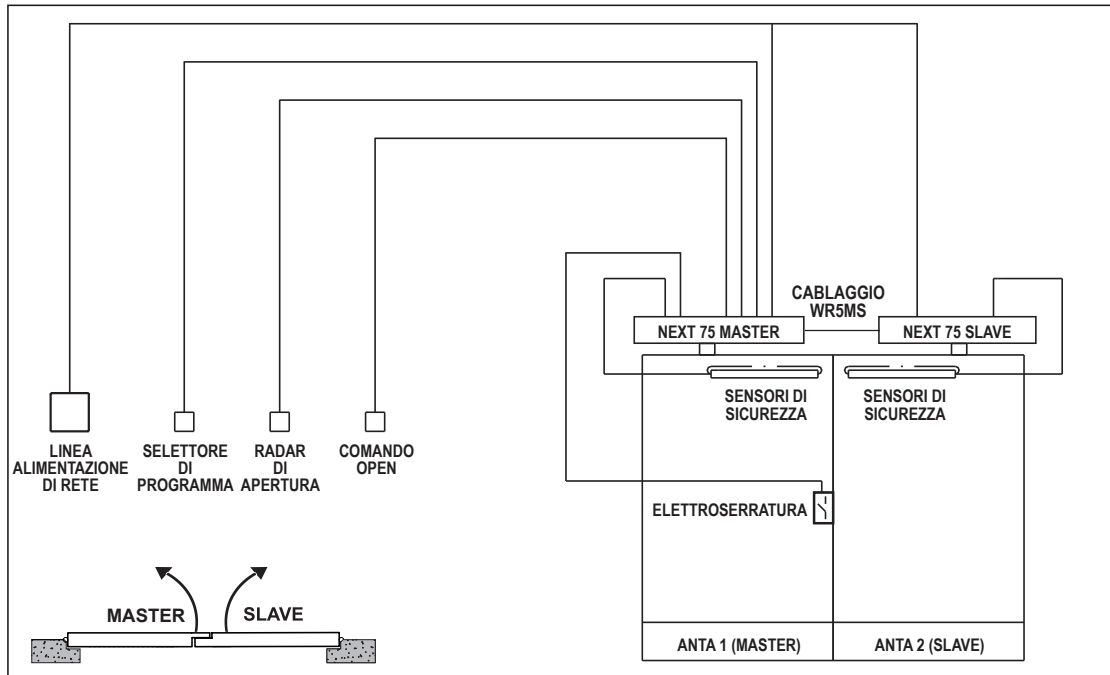 CABLAGGIO
WR5MS
NEXT 75 MASTER
NEXT 75 SLAVE
SENSORI DI
SICUREZZA
SENSORI DI
SICUREZZA
LINEA
ALIMENTAZIONE
DI RETE
SELETTORE
DI
PROGRAMMA
RADAR
DI
APERTURA
COMANDO
OPEN
ELETTROSERRATURA
MASTER
SLAVE
ANTA 1 (MASTER)
ANTA 2 (SLAVE)